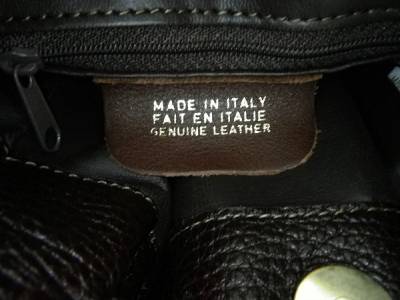 MADE IN ITALY
FAIT EN ITALIE
GENUINE LEATHER